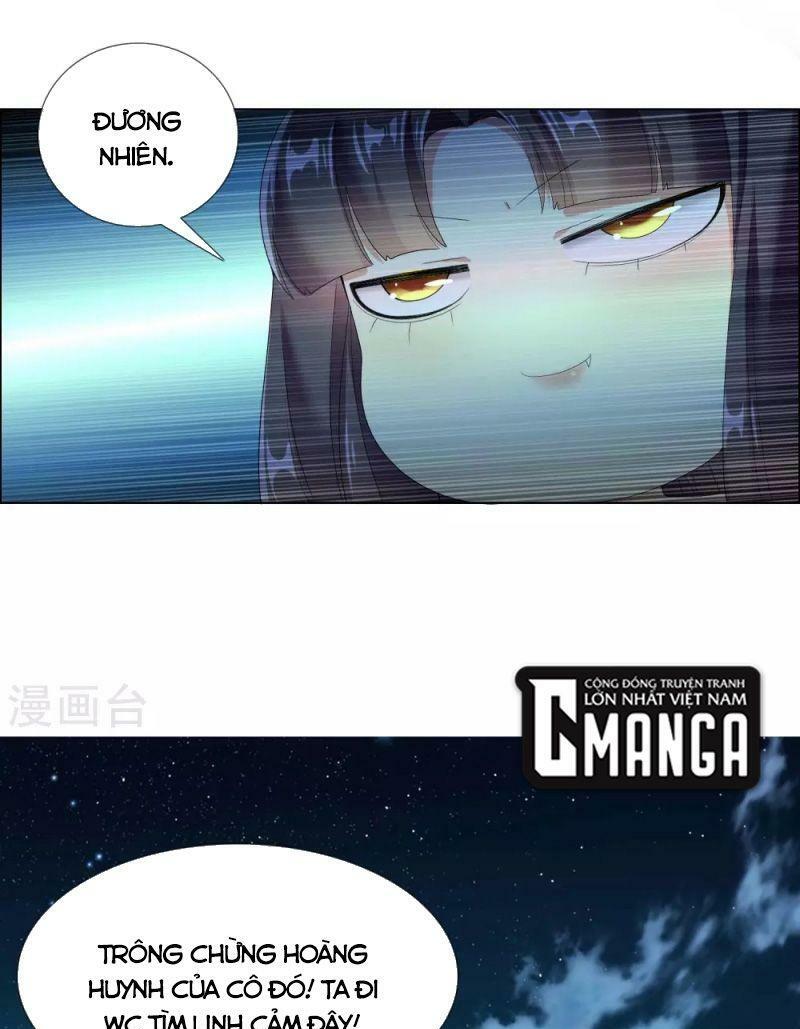 ĐƯƠNG
NHIÊN.
漫画台
CỘNG ĐỒNG TRUYỆN TRANH
LỚN NHẤT VIỆT NAM
CMANGA
TRÔNG CHỪNG HOÀNG
HUYNH CỦA CÔ ĐÓ! TA ĐI
WC TÌM LINH CẢM ĐÂY!